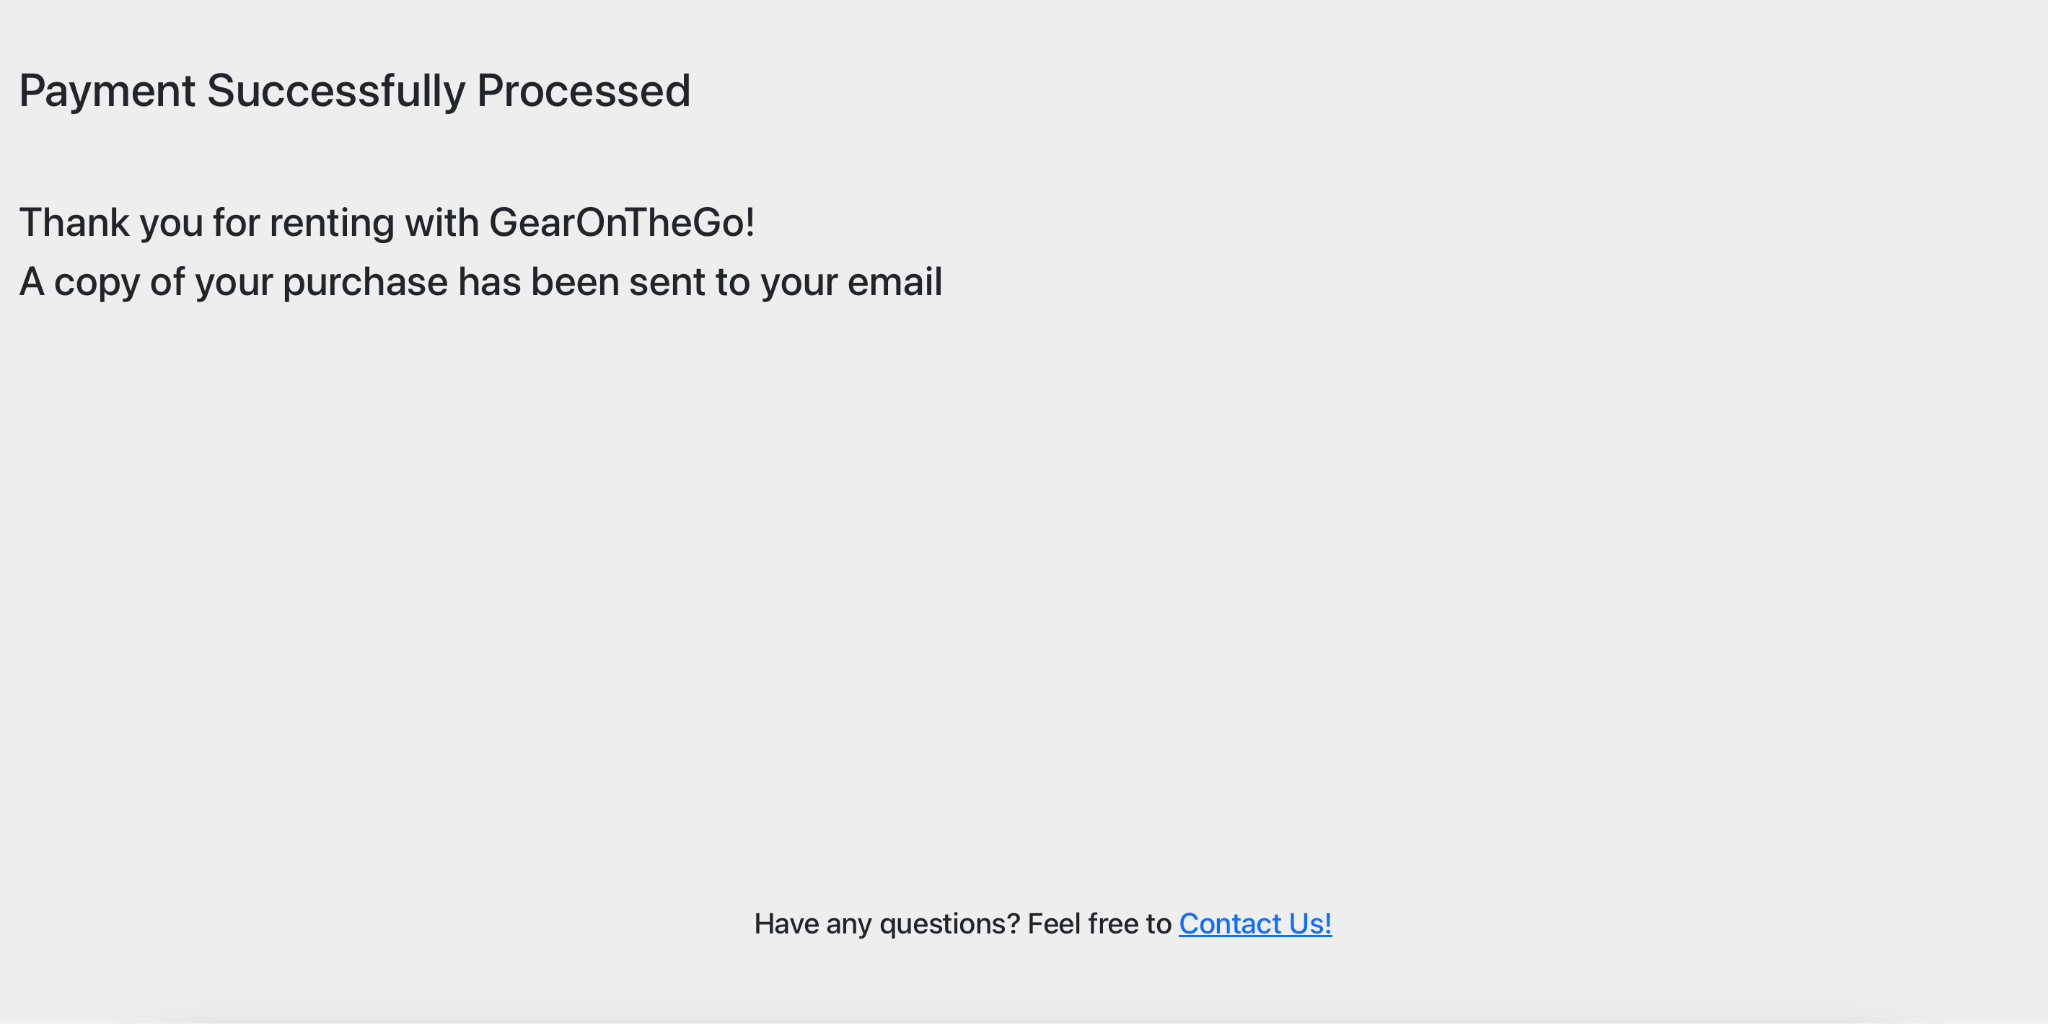 Payment Successfully Processed
Thank you for renting with GearOnTheGo!
A copy of your purchase has been sent to your email
Have any questions? Feel free to Contact Us!